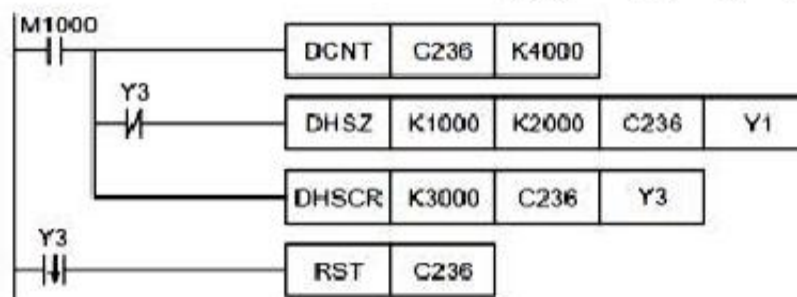 M1000
DCNT C236 K4000
Y3
DHSZ K1000 K2000 C236 Y1
DHSCR K3000 C236 Y3
Y3
RST C236